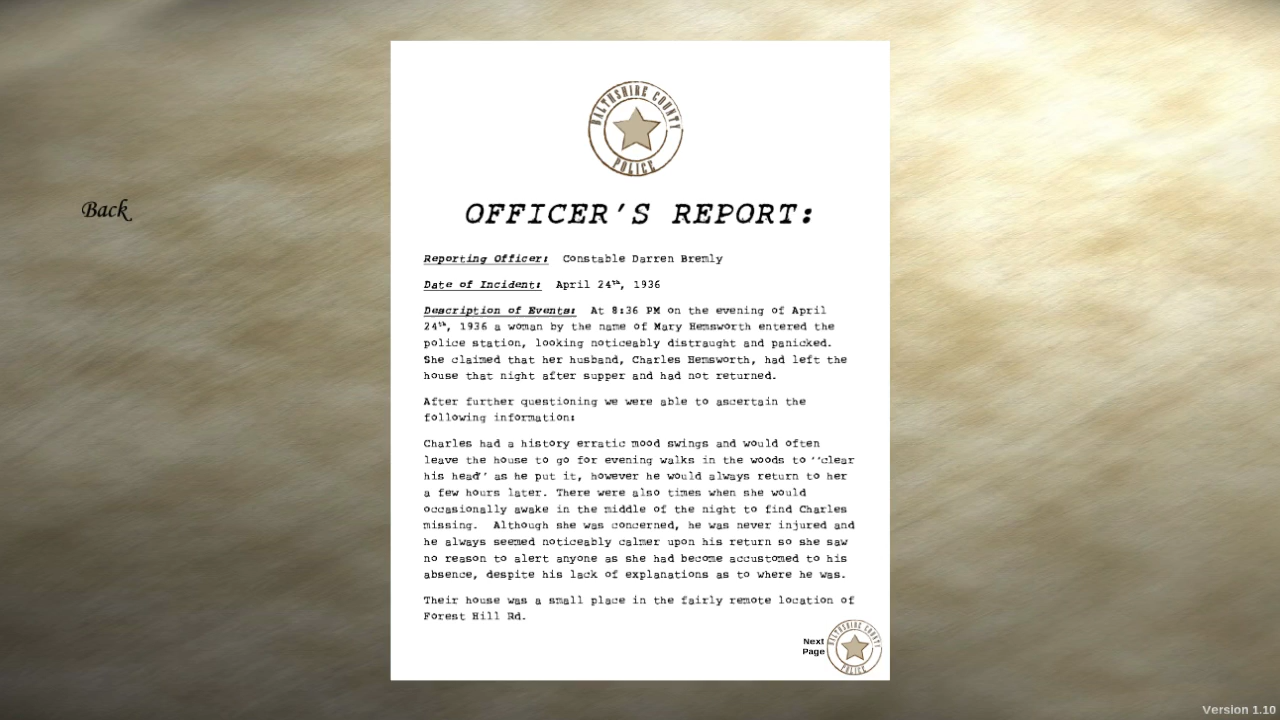 BALTHSHIRE COUNTY
POLICE
OFFICER'S REPORT:
Back
Reporting Officer: Constable Darren Bremly
Date of Incident: April 24th, 1936
Description of Events: At 8:36 PM on the evening of April
24th, 1936 a woman by the name of Mary Hemsworth entered the
police station, looking noticeably distraught and panicked.
She claimed that her husband, Charles Hemsworth, had left the
house that night after supper and had not returned.
After further questioning we were able to ascertain the
following information:
Charles had a history erratic mood swings and would often
leave the house to go for evening walks in the woods to ''clear
his head'' as he put it, however he would always return to her
a few hours later. There were also times when she would
occasionally awake in the middle of the night to find Charles
missing. Although she was concerned, he was never injured and
he always seemed noticeably calmer upon his return so she saw
no reason to alert anyone as she had become accustomed to his
absence, despite his lack of explanations as to where he was.
Their house was a small place in the fairly remote location of
Forest Hill Rd.
Next
Page
BALTHSHIRE COUNTY
POLICE
Version 1.10